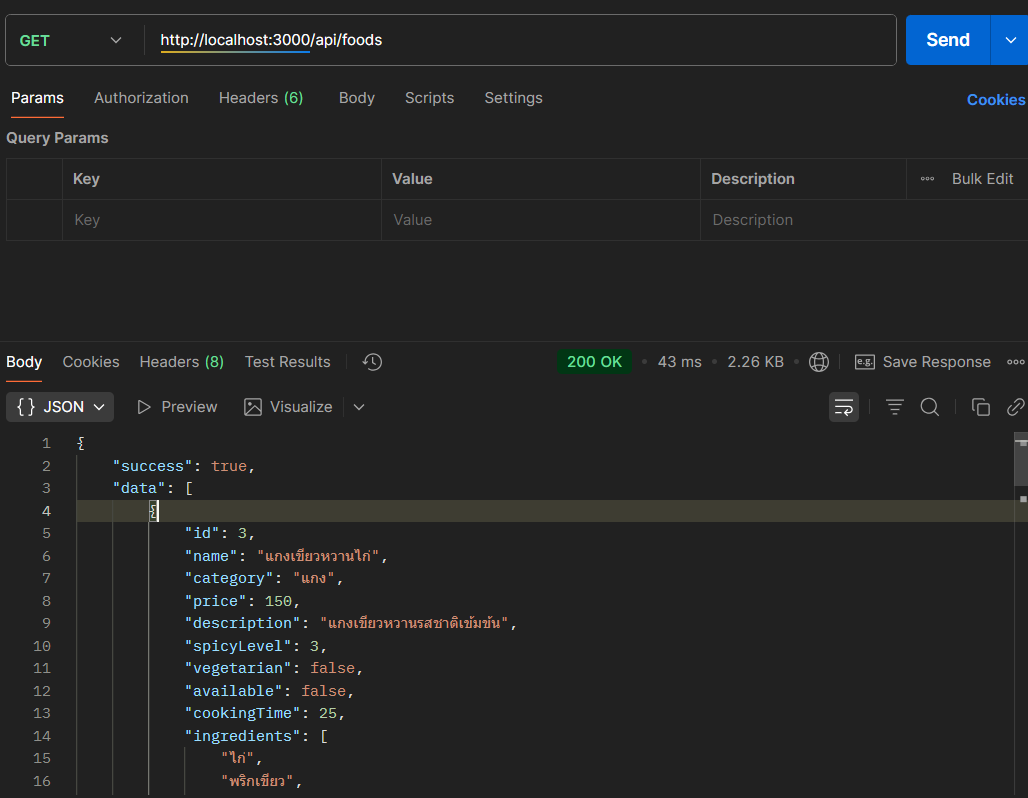 GET http://localhost:3000/api/foods Send
Params Authorization Headers (6) Body Scripts Settings Cookies
Query Params
Key Value Description Bulk Edit
Key Value Description
Body Cookies Headers (8) Test Results 200 OK 43 ms 2.26 KB e.g. Save Response
{} JSON Preview Visualize
1 {
2 "success": true,
3 "data": [
4 {
5 "id": 3,
6 "name": "แกงเขียวหวานไก่",
7 "category": "แกง",
8 "price": 150,
9 "description": "แกงเขียวหวานรสชาติเข้มข้น",
10 "spicyLevel": 3,
11 "vegetarian": false,
12 "available": false,
13 "cookingTime": 25,
14 "ingredients": [
15 "ไก่",
16 "พริกเขียว",